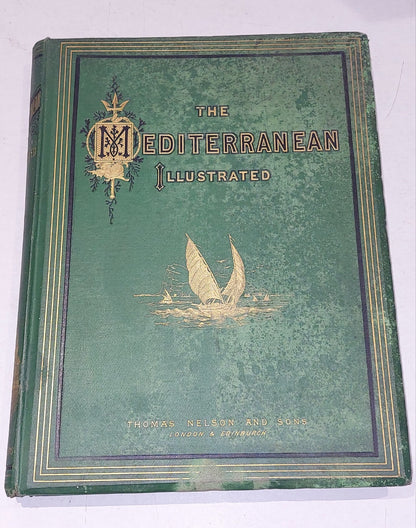 THE
MEDITERRANEAN
ILLUSTRATED
THOMAS NELSON AND SONS
LONDON & EDINBURGH